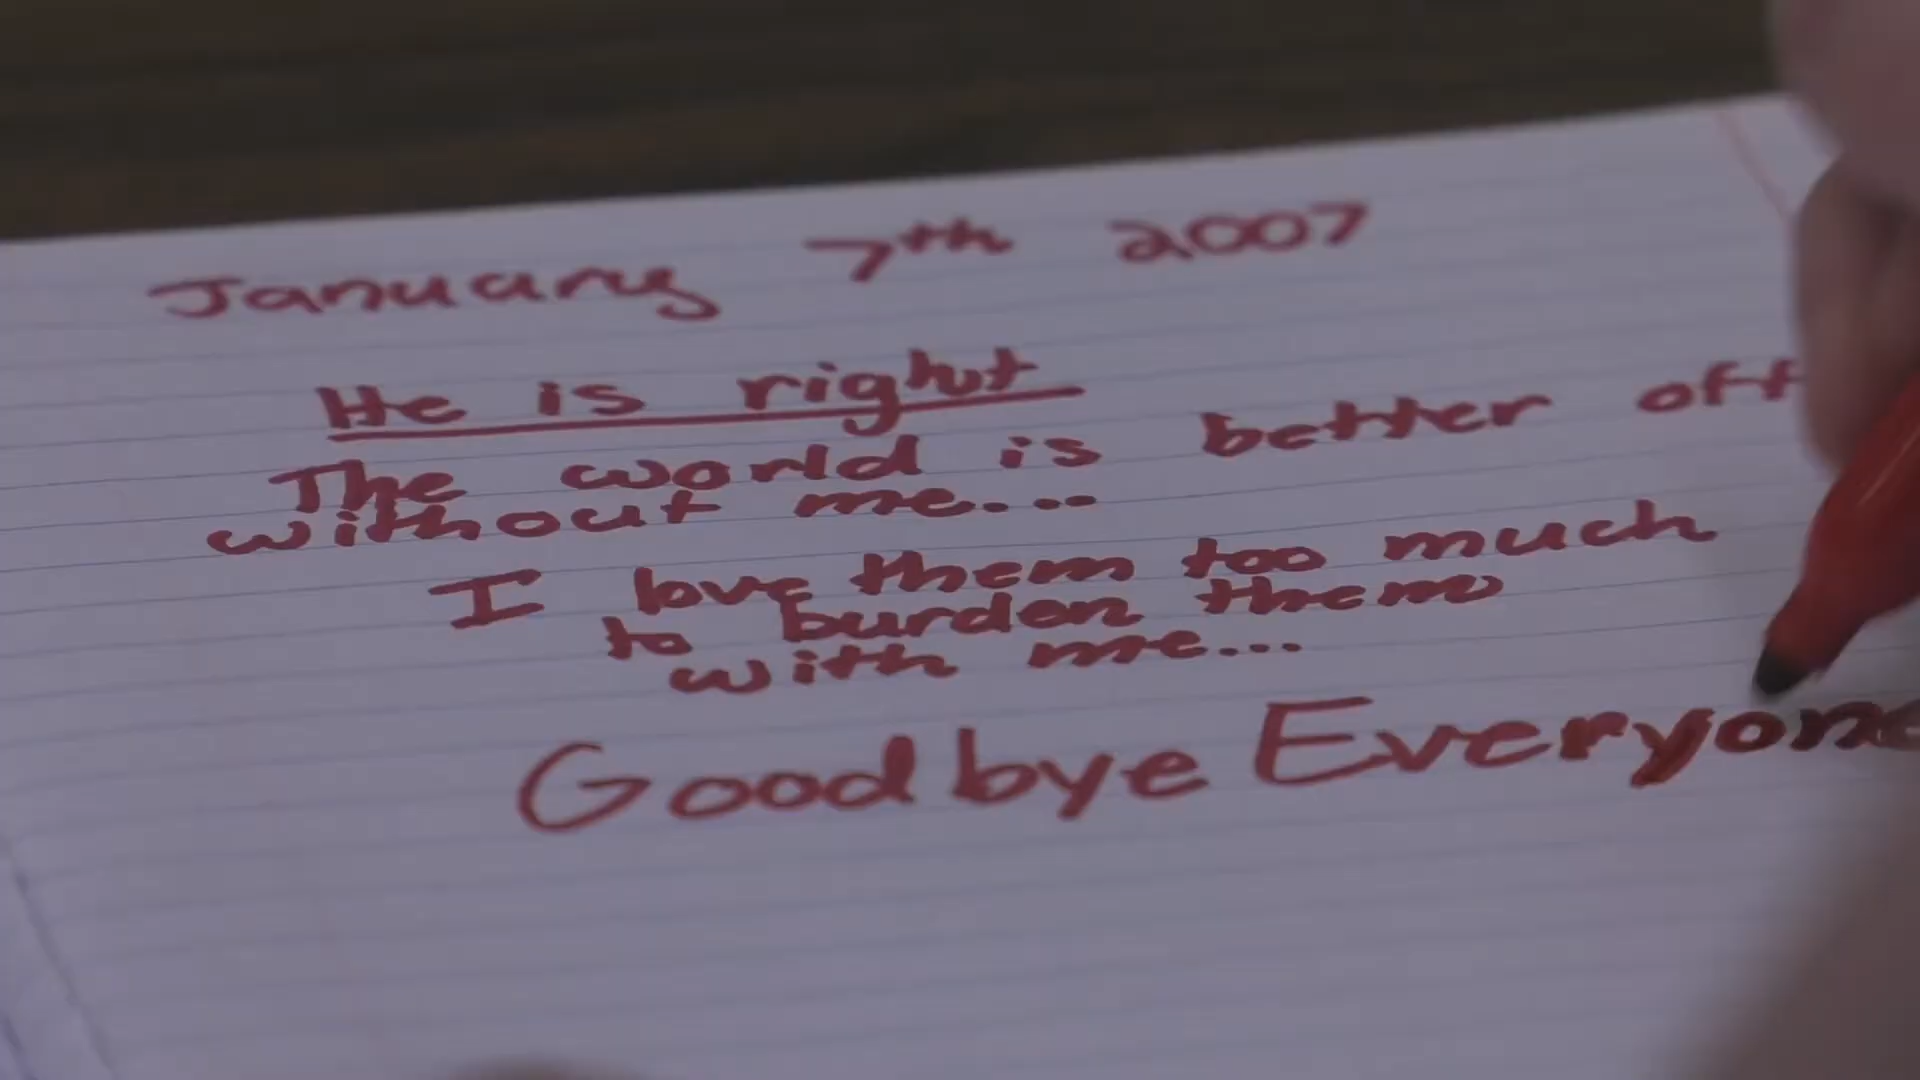 January 7th 2007
He is right
The world is better off
without me....
I love them too much
to burden them
with me...
Goodbye Everyone